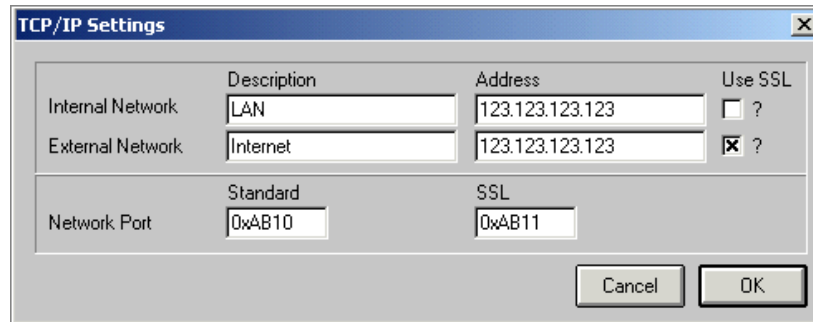 TCP/IP Settings
Description Address Use SSL
Internal Network LAN 123.123.123.123 ?
External Network Internet 123.123.123.123 ?
Standard SSL
Network Port 0xAB10 0xAB11
Cancel OK